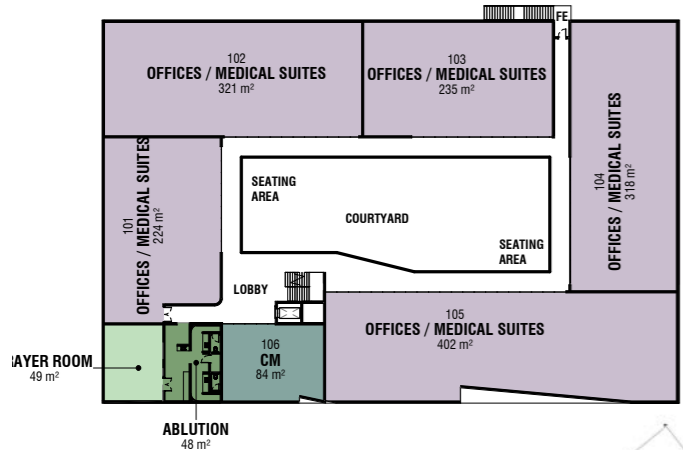 FE
102
OFFICES / MEDICAL SUITES
321 m²
103
OFFICES / MEDICAL SUITES
235 m²
104
OFFICES / MEDICAL SUITES
318 m²
101
OFFICES / MEDICAL SUITES
224 m²
SEATING
AREA
COURTYARD
SEATING
AREA
LOBBY
105
OFFICES / MEDICAL SUITES
402 m²
106
CM
84 m²
RAYER ROOM
49 m²
ABLUTION
48 m²